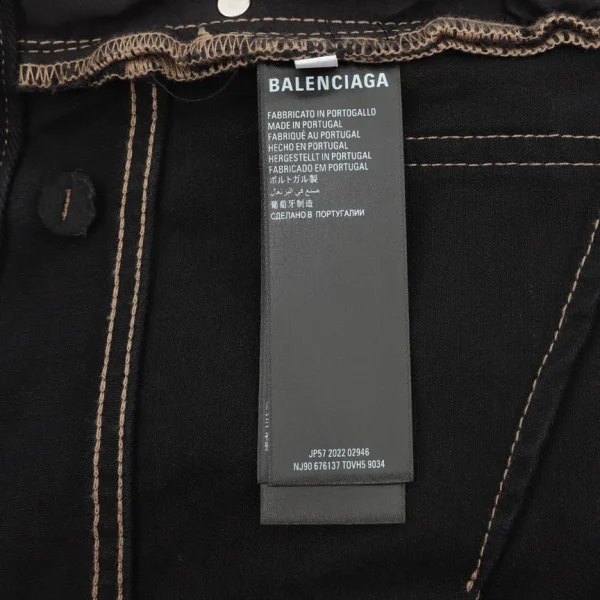 BALENCIAGA
FABBRICATO IN PORTOGALLO
MADE IN PORTUGAL
FABRIQUÉ AU PORTUGAL
HECHO EN PORTUGAL
HERGESTELLT IN PORTUGAL
FABRICADO EM PORTUGAL
ポルトガル製
صنع في البرتغال
葡萄牙制造
СДЕЛАНО В ПОРТУГАЛИИ
JP57 2022 02946
NJ90 676137 TOVH5 9034